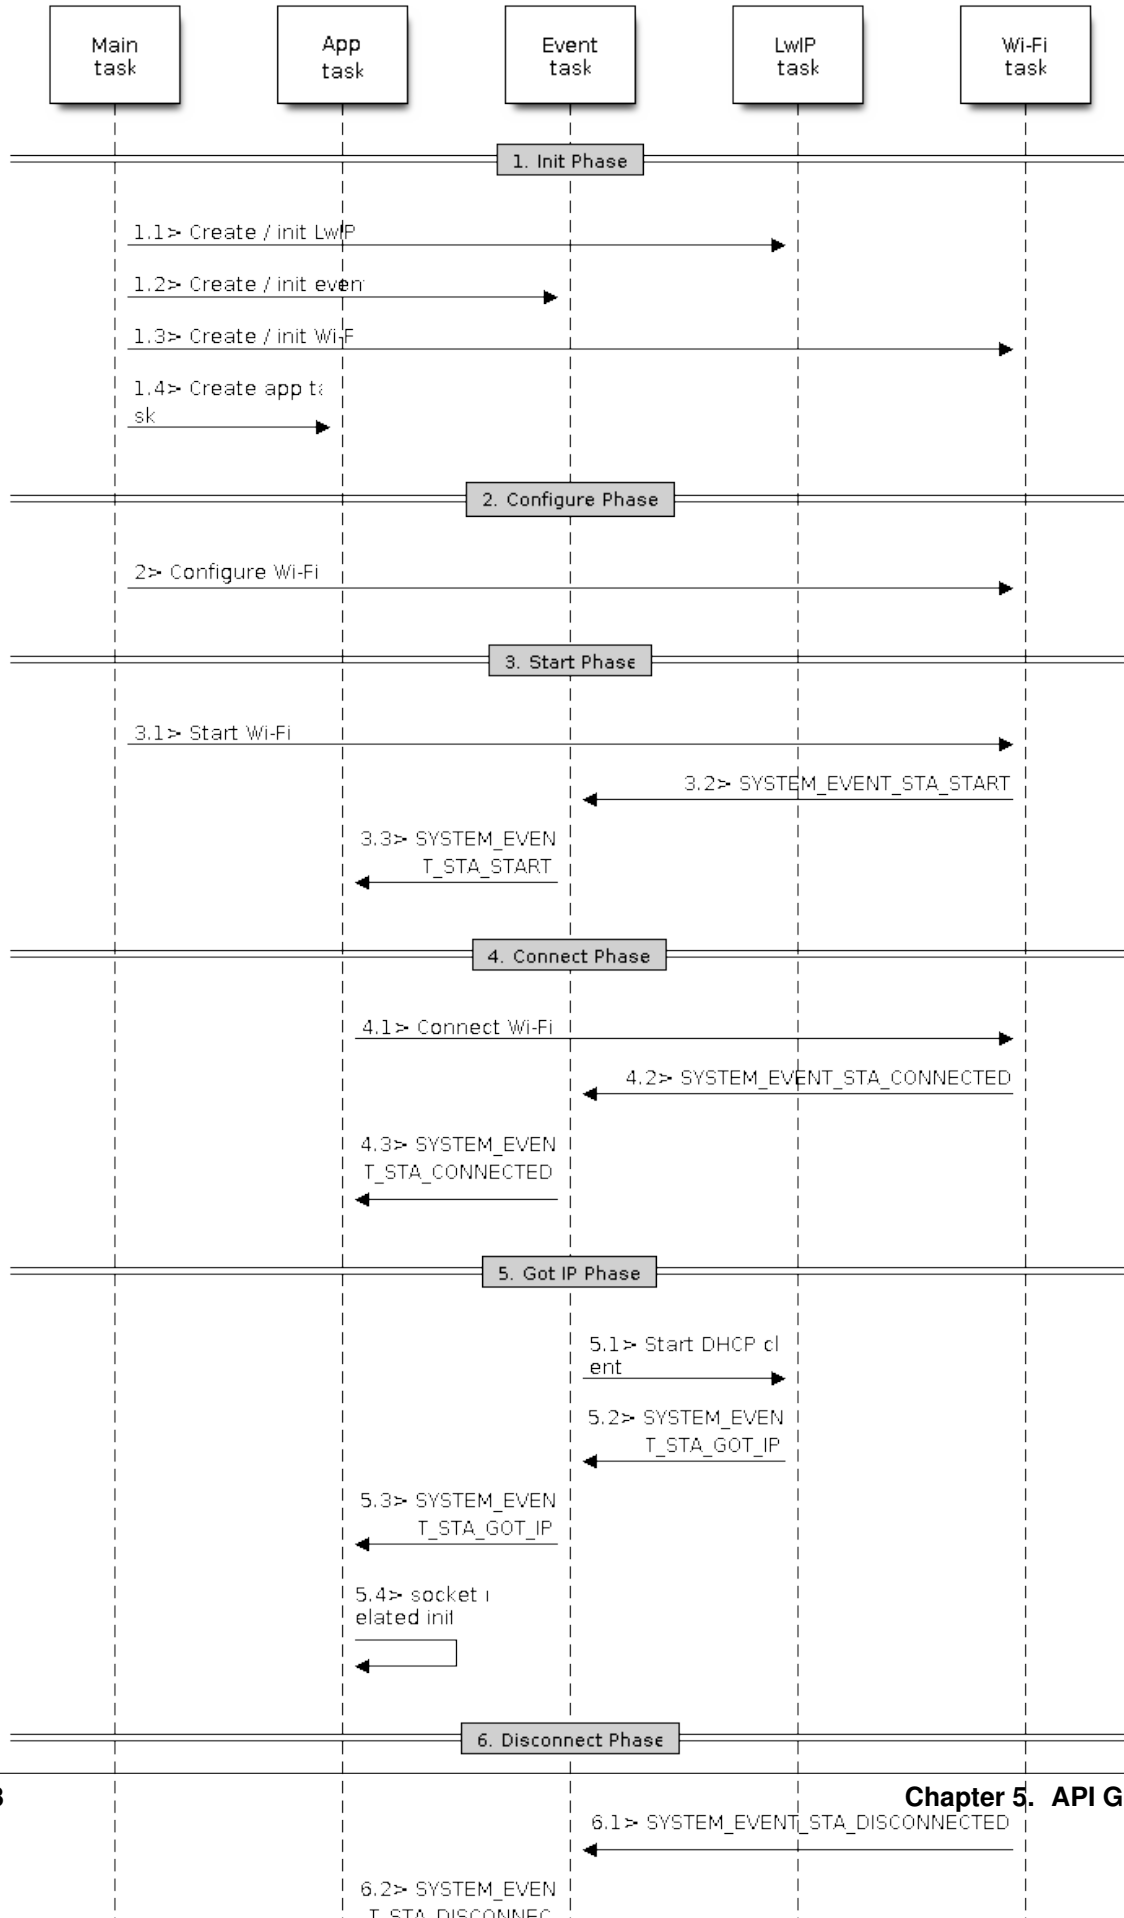 Main
task
App
task
Event
task
LwIP
task
Wi-Fi
task
1. Init Phase
1.1> Create / init LwIP
1.2> Create / init even
1.3> Create / init Wi-F
1.4> Create app ta
sk
2. Configure Phase
2> Configure Wi-Fi
3. Start Phase
3.1> Start Wi-Fi
3.2> SYSTEM_EVENT_STA_START
3.3> SYSTEM_EVEN
T_STA_START
4. Connect Phase
4.1> Connect Wi-Fi
4.2> SYSTEM_EVENT_STA_CONNECTED
4.3> SYSTEM_EVEN
T_STA_CONNECTED
5. Got IP Phase
5.1> Start DHCP cl
ent
5.2> SYSTEM_EVEN
T_STA_GOT_IP
5.3> SYSTEM_EVEN
T_STA_GOT_IP
5.4> socket r
elated init
6. Disconnect Phase
Chapter 5. API G
6.1> SYSTEM_EVENT_STA_DISCONNECTED
6.2> SYSTEM_EVEN
T_STA_DISCONNEC